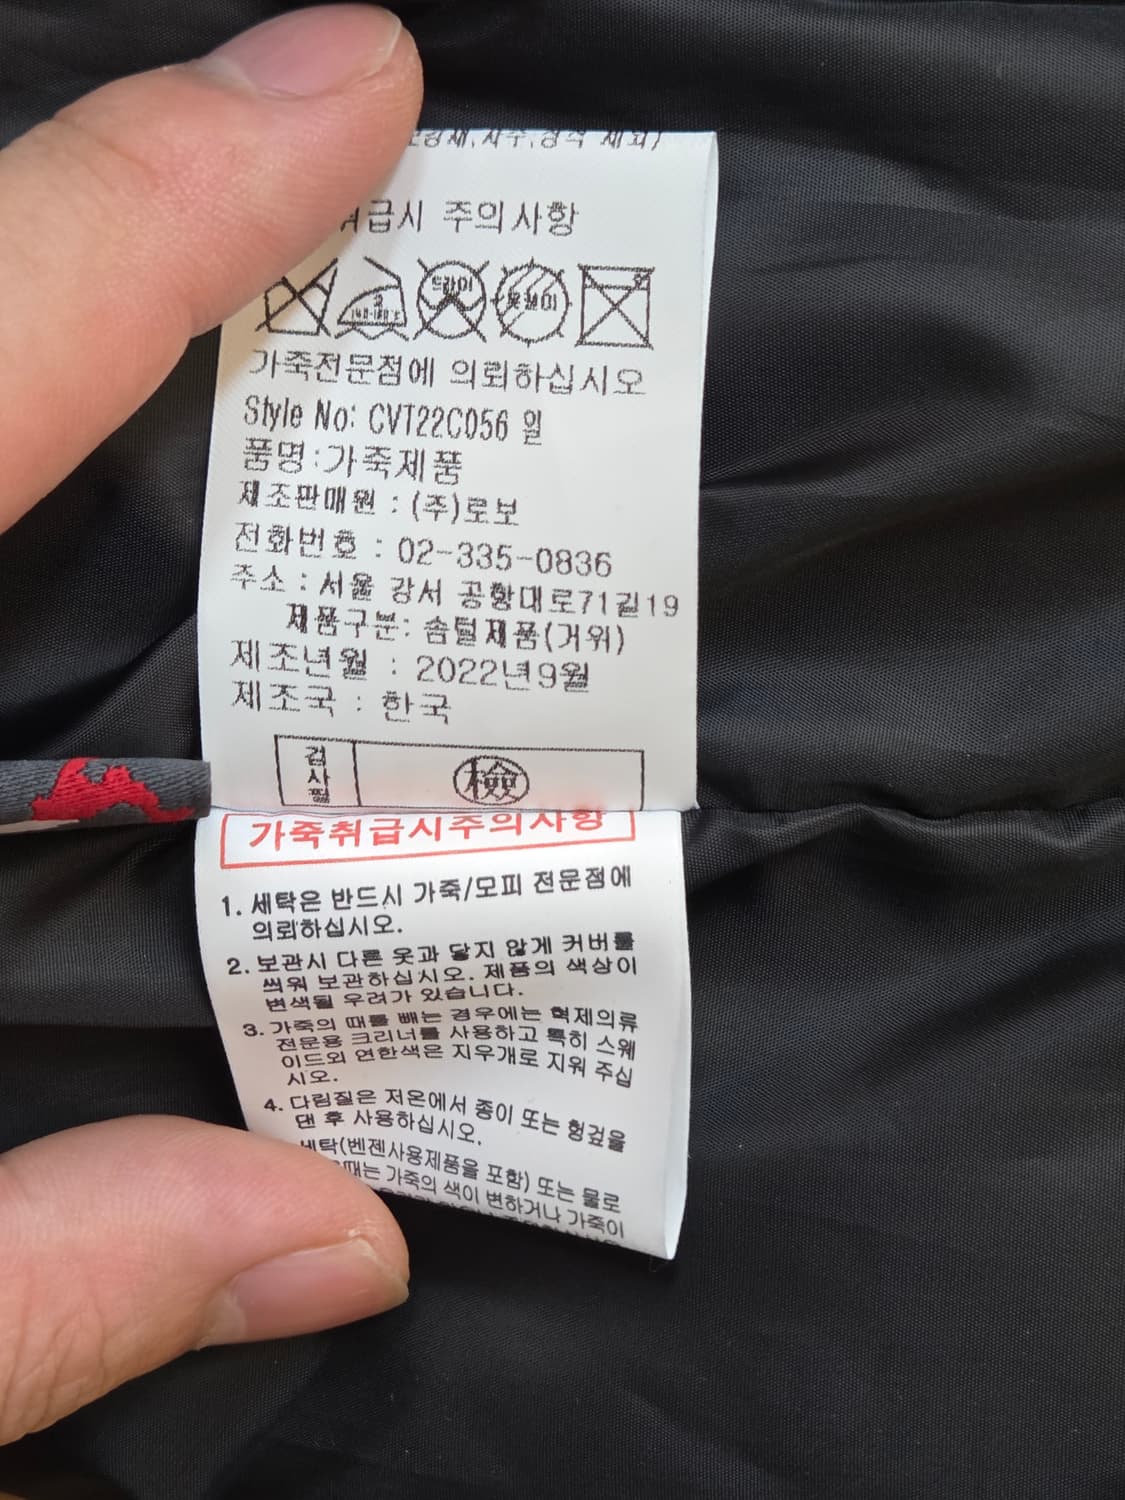 취급시 주의사항
드라이
140-160℃
가죽전문점에 의뢰하십시오
Style No: CVT22C056 일
품명:가죽제품
제조판매원 : (주)로보
전화번호 : 02-335-0836
주소 : 서울 강서 공항대로71길19
제품구분: 솜털제품(거위)
제조년월 : 2022년9월
제조국 : 한국
검사필
檢
가죽취급시주의사항
1. 세탁은 반드시 가죽/모피 전문점에
의뢰하십시오.
2. 보관시 다른 옷과 닿지 않게 커버를
씌워 보관하십시오. 제품의 색상이
변색될 우려가 있습니다.
3. 가죽의 때를 빼는 경우에는 혁제의류
전문용 크리너를 사용하고 특히 스웨
이드외 연한색은 지우개로 지워 주십
시오.
4. 다림질은 저온에서 종이 또는 헝겊을
댄 후 사용하십시오.
세탁(벤젠사용제품을 포함) 또는 물로
때는 가죽의 색이 변하거나 가죽이